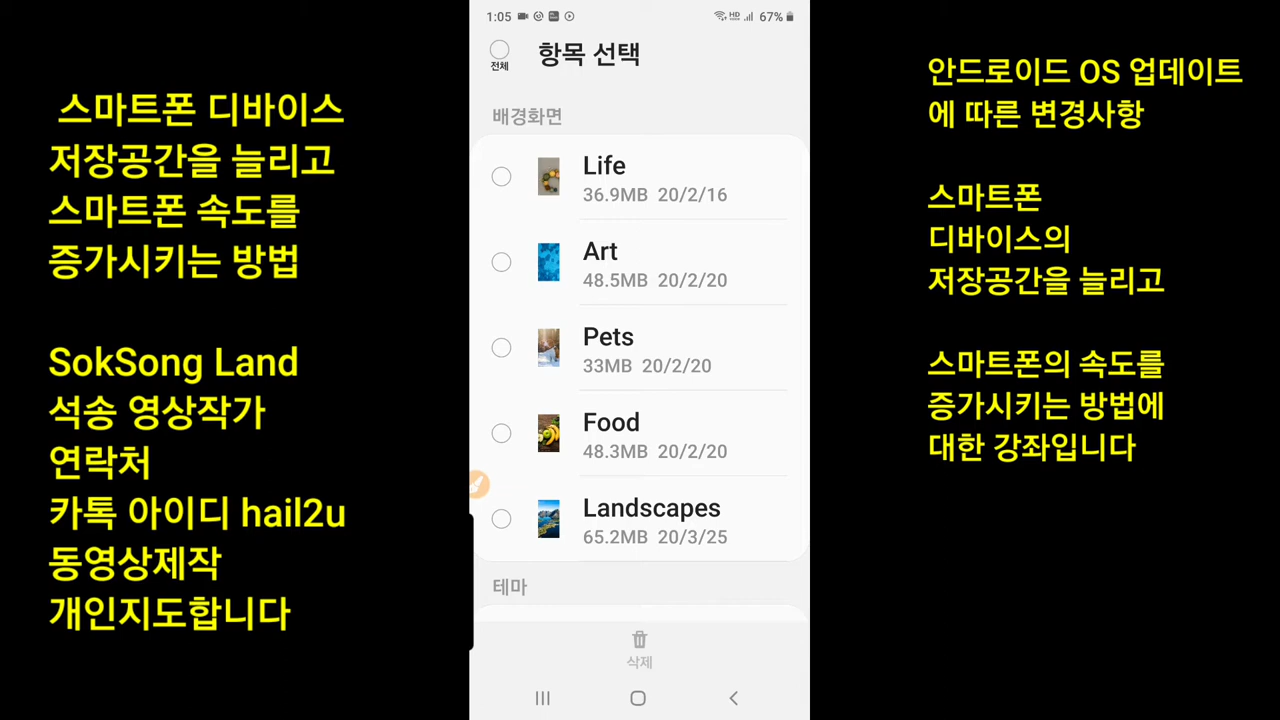 스마트폰 디바이스
저장공간을 늘리고
스마트폰 속도를
증가시키는 방법
SokSong Land
석송 영상작가
연락처
카톡 아이디 hail2u
동영상제작
개인지도합니다
1:05
HD
67%
전체
항목 선택
배경화면
Life
36.9MB 20/2/16
Art
48.5MB 20/2/20
Pets
33MB 20/2/20
Food
48.3MB 20/2/20
Landscapes
65.2MB 20/3/25
테마
삭제
안드로이드 OS 업데이트
에 따른 변경사항
스마트폰
디바이스의
저장공간을 늘리고
스마트폰의 속도를
증가시키는 방법에
대한 강좌입니다